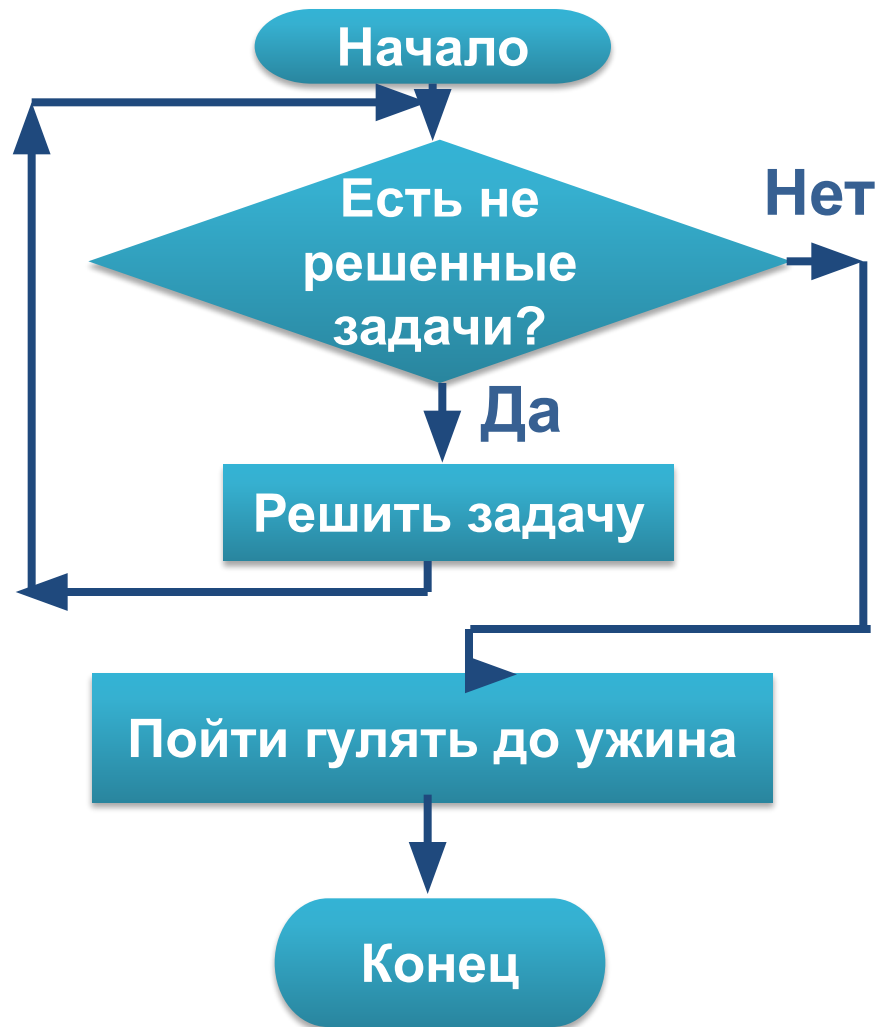 Начало
Есть не
решенные
задачи?
Нет
Да
Решить задачу
Пойти гулять до ужина
Конец